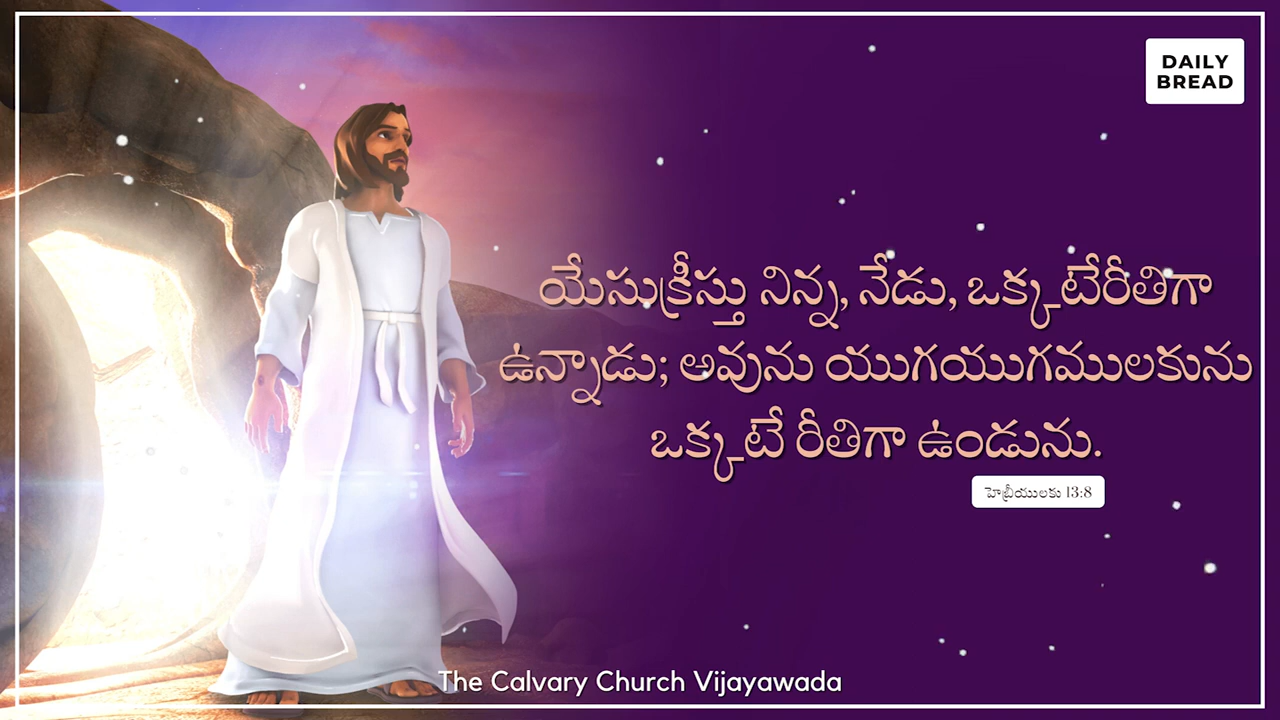 DAILY
BREAD
యేసుక్రీస్తు నిన్న, నేడు, ఒక్కటేరీతిగా
ఉన్నాడు; అవును యుగయుగములకును
ఒక్కటే రీతిగా ఉండును.
హెబ్రీయులకు 13:8
The Calvary Church Vijayawada